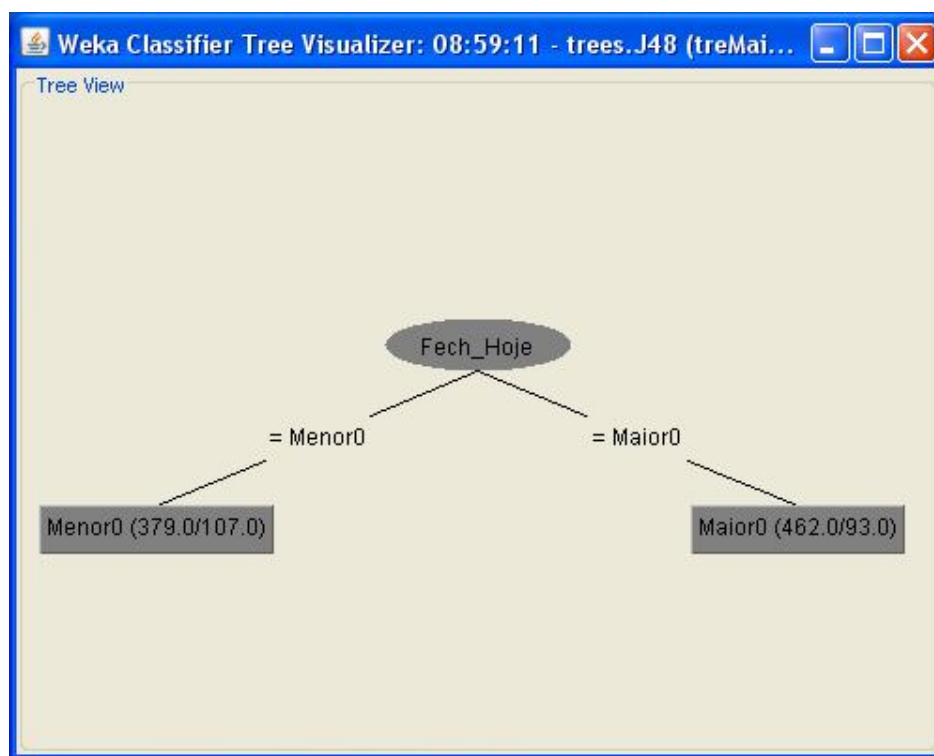 Weka Classifier Tree Visualizer: 08:59:11 - trees.J48 (treMai...
Tree View
Fech_Hoje
= Menor0
= Maior0
Menor0 (379.0/107.0)
Maior0 (462.0/93.0)